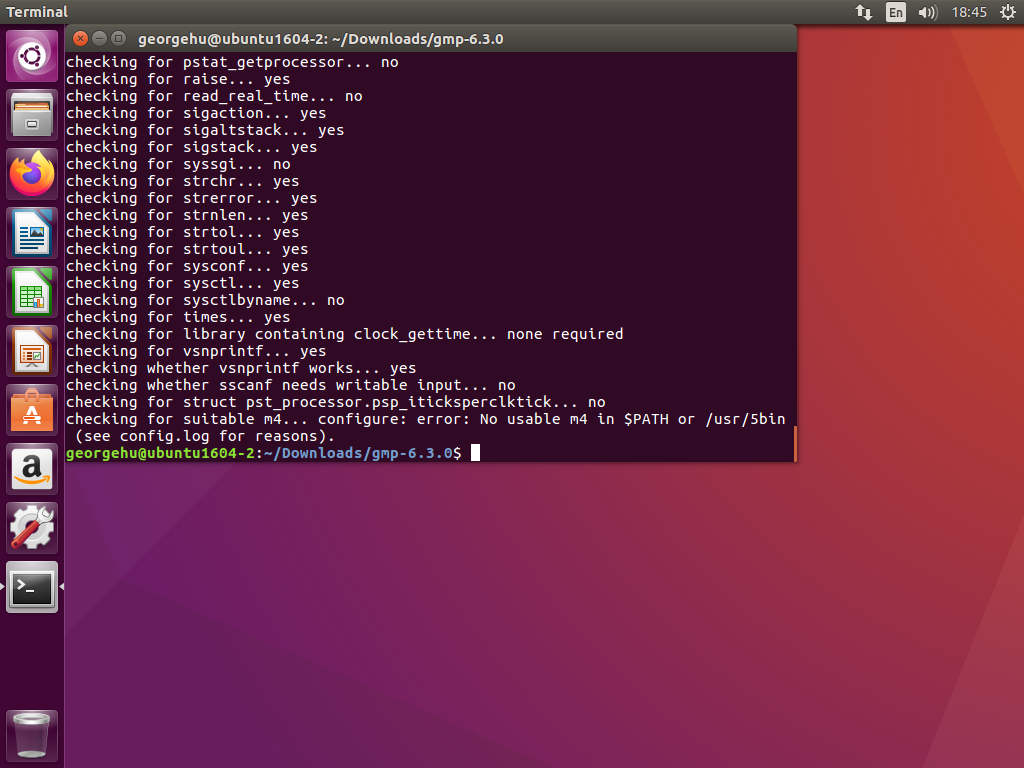 Terminal
En
18:45
georgehu@ubuntu1604-2: ~/Downloads/gmp-6.3.0
checking for pstat_getprocessor... no
checking for raise... yes
checking for read_real_time... no
checking for sigaction... yes
checking for sigaltstack... yes
checking for sigstack... yes
checking for syssgi... no
checking for strchr... yes
checking for strerror... yes
checking for strnlen... yes
checking for strtol... yes
checking for strtoul... yes
checking for sysconf... yes
checking for sysctl... yes
checking for sysctlbyname... no
checking for times... yes
checking for library containing clock_gettime... none required
checking for vsnprintf... yes
checking whether vsnprintf works... yes
checking whether sscanf needs writable input... no
checking for struct pst_processor.psp_iticksperclktick... no
checking for suitable m4... configure: error: No usable m4 in $PATH or /usr/5bin
(see config.log for reasons).
georgehu@ubuntu1604-2:~/Downloads/gmp-6.3.0$